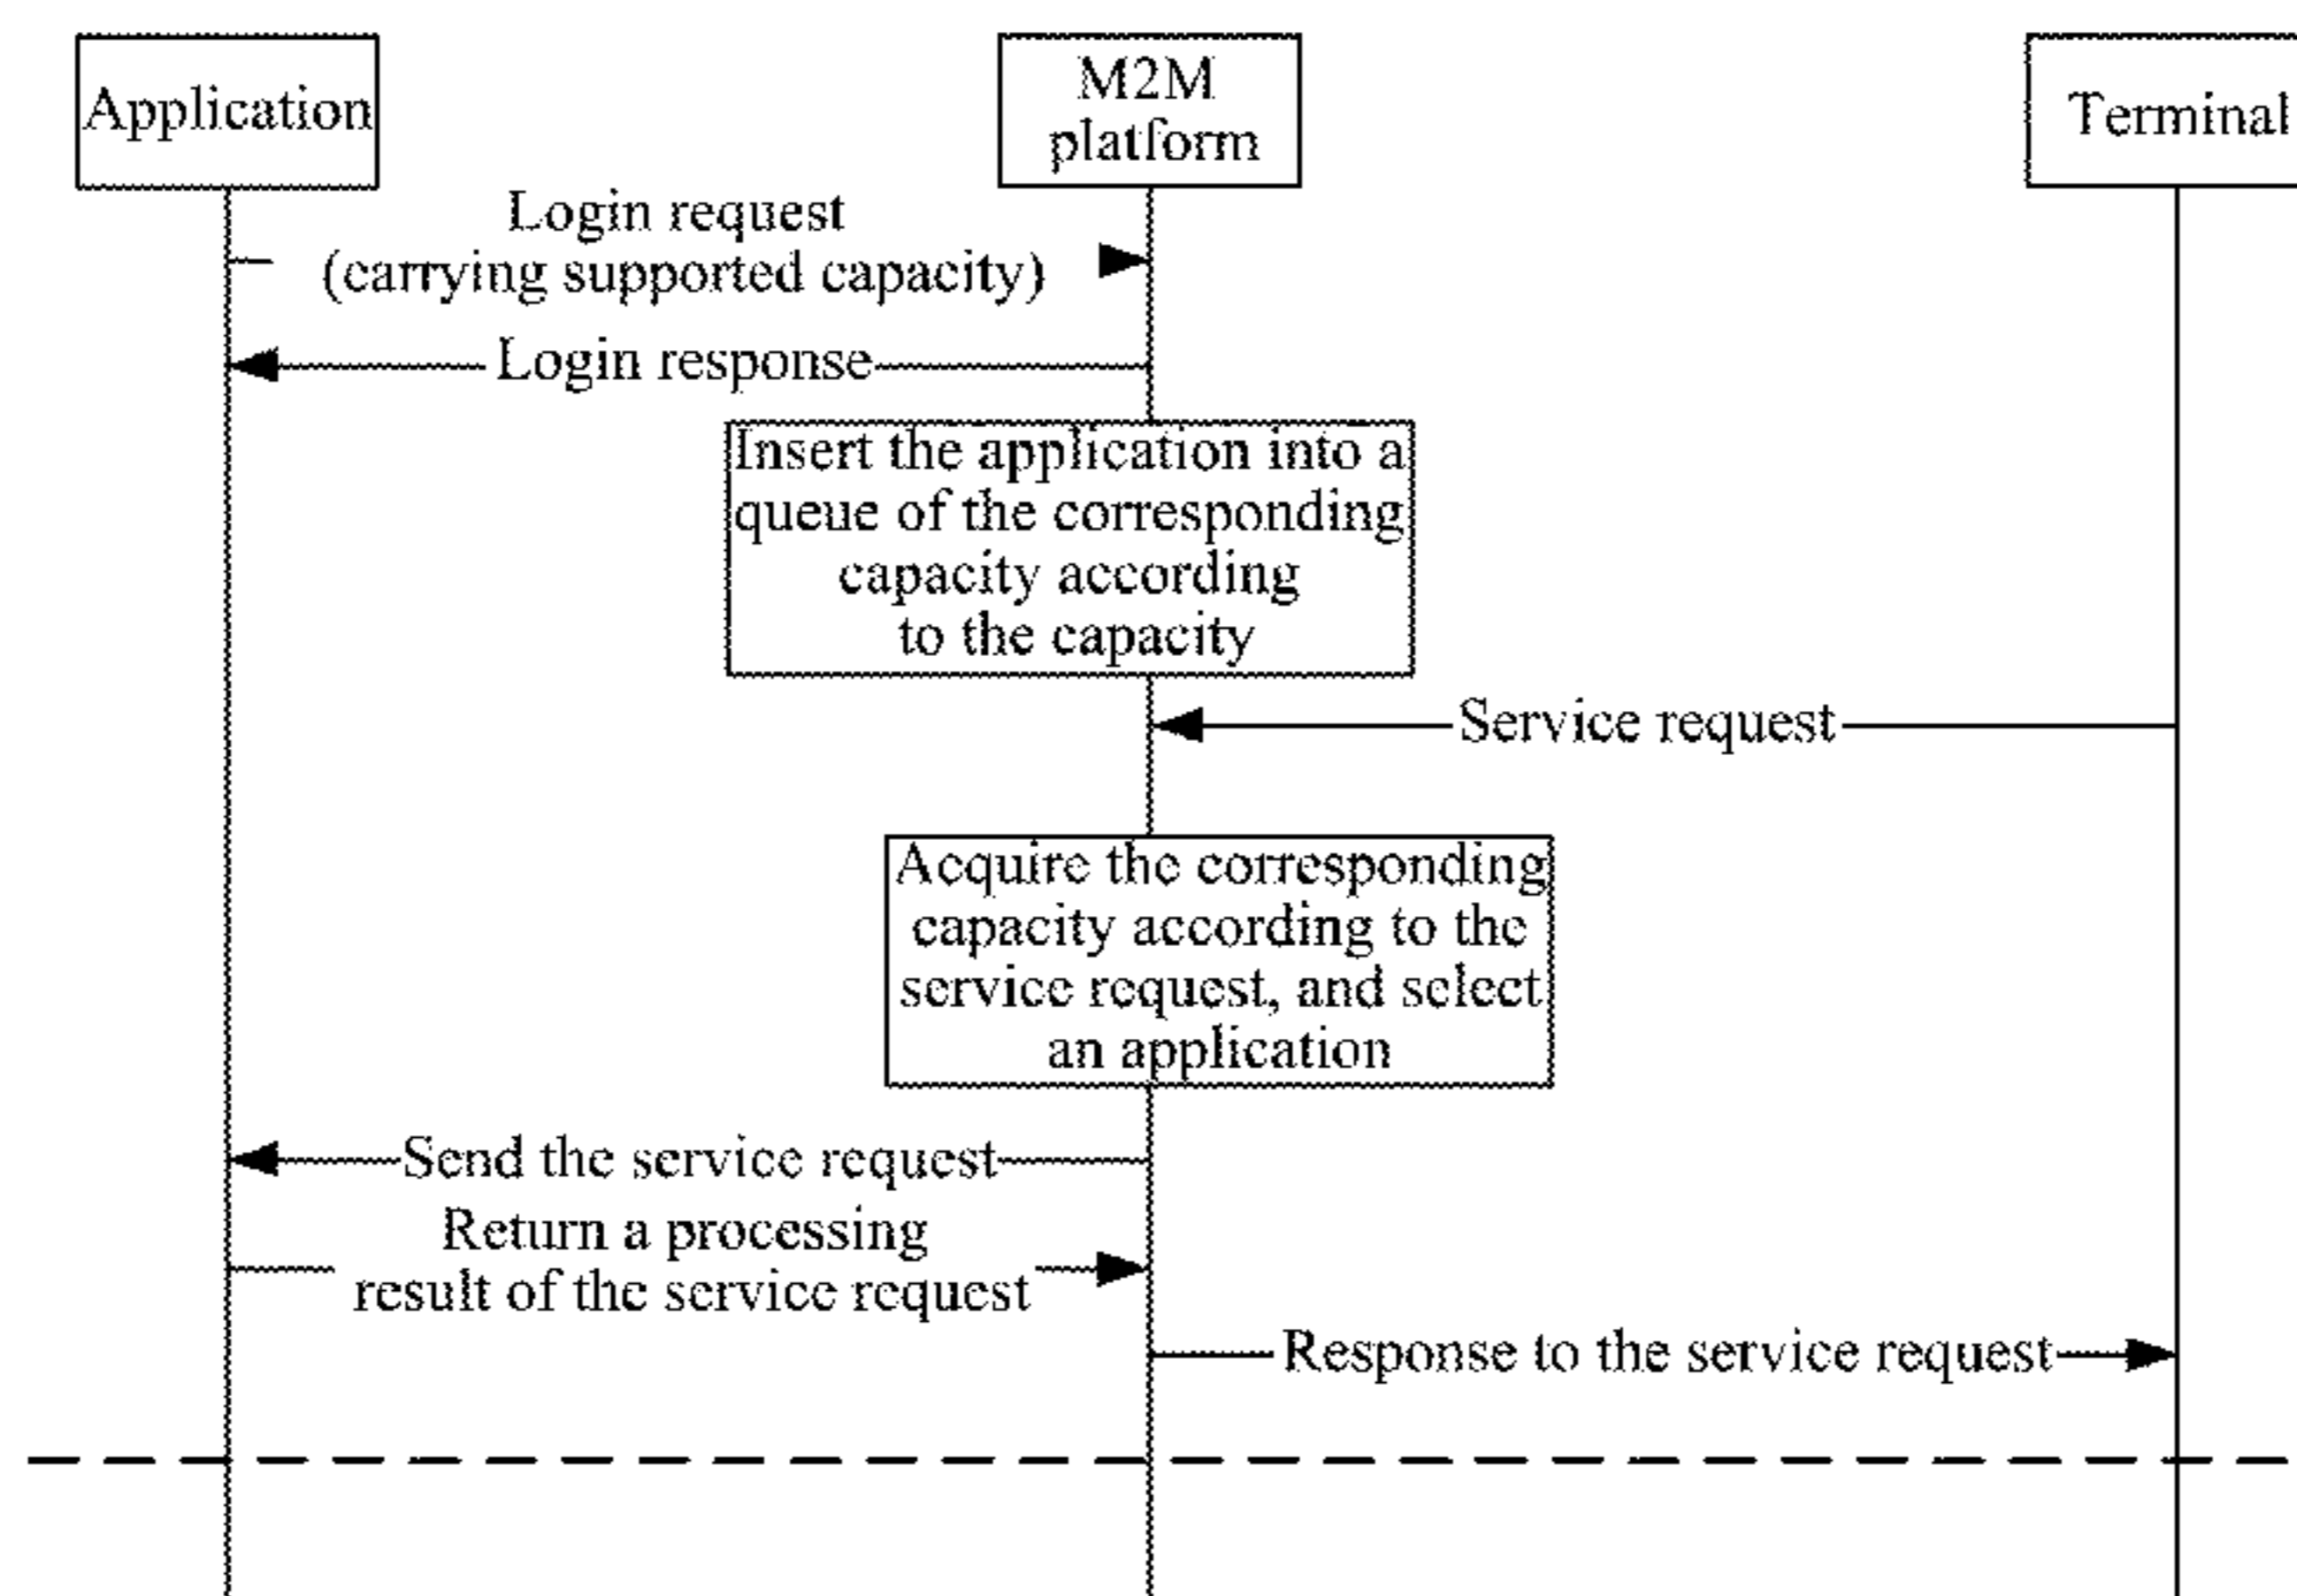 Application
M2M
platform
Terminal
Login request
(carrying supported capacity)
Login response
Insert the application into a
queue of the corresponding
capacity according
to the capacity
Service request
Acquire the corresponding
capacity according to the
service request, and select
an application
Send the service request
Return a processing
result of the service request
Response to the service request